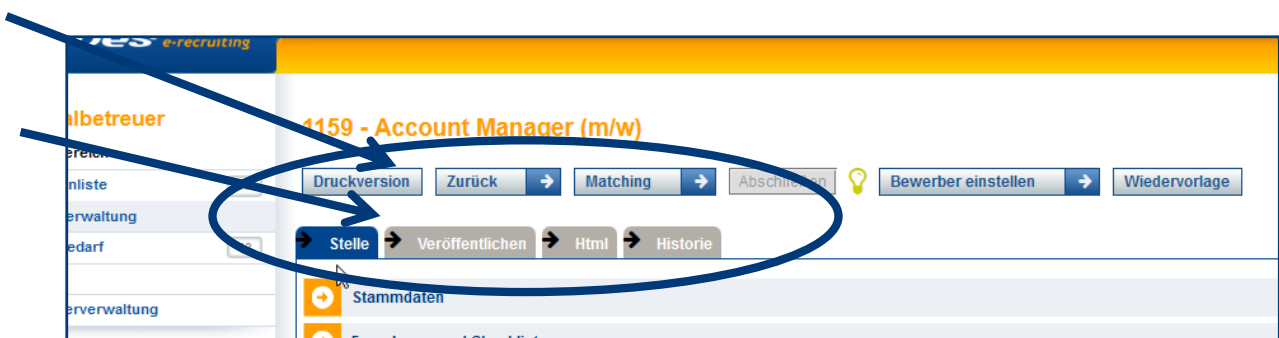 e-recruiting
albetreuer
1159 - Account Manager (m/w)
Druckversion Zurück Matching Abschließen Bewerber einstellen Wiedervorlage
nliste
erwaltung
edarf
Stelle Veröffentlichen Html Historie
Stammdaten
erverwaltung